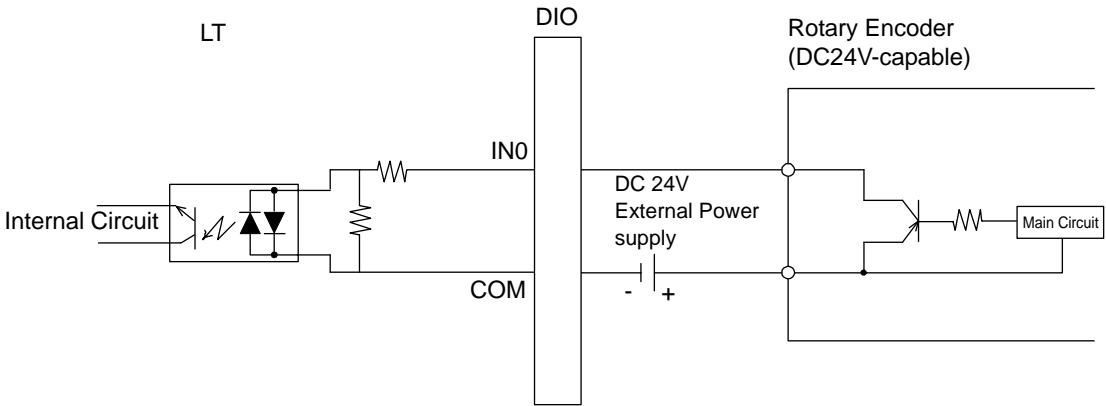 DIO
LT
Rotary Encoder
(DC24V-capable)
IN0
DC 24V
External Power
supply
Internal Circuit
Main Circuit
COM
- +